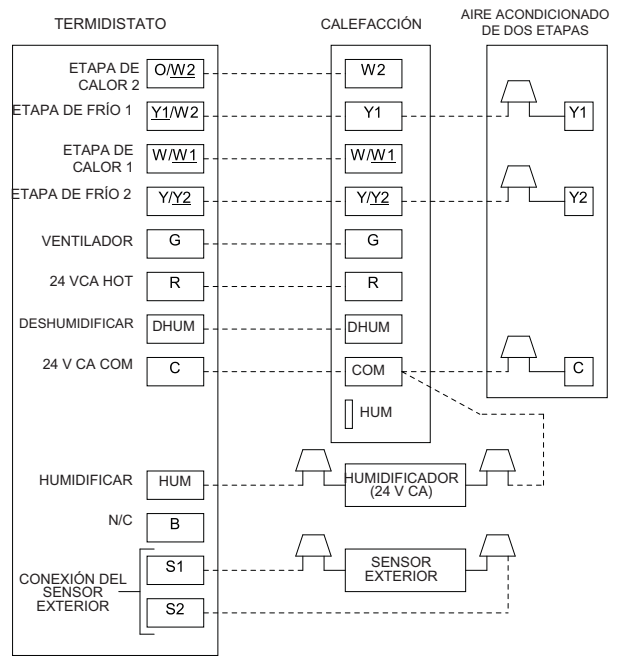 TERMIDISTATO
CALEFACCIÓN
AIRE ACONDICIONADO
DE DOS ETAPAS
ETAPA DE
CALOR 2
O/W2
W2
ETAPA DE FRÍO 1
Y1/W2
Y1
Y1
ETAPA DE
CALOR 1
W/W1
W/W1
ETAPA DE FRÍO 2
Y/Y2
Y/Y2
Y2
VENTILADOR
G
G
24 VCA HOT
R
R
DESHUMIDIFICAR
DHUM
DHUM
24 V CA COM
C
COM
C
HUM
HUMIDIFICAR
HUM
HUMIDIFICADOR
(24 V CA)
N/C
B
CONEXIÓN DEL
SENSOR
EXTERIOR
S1
SENSOR
EXTERIOR
S2